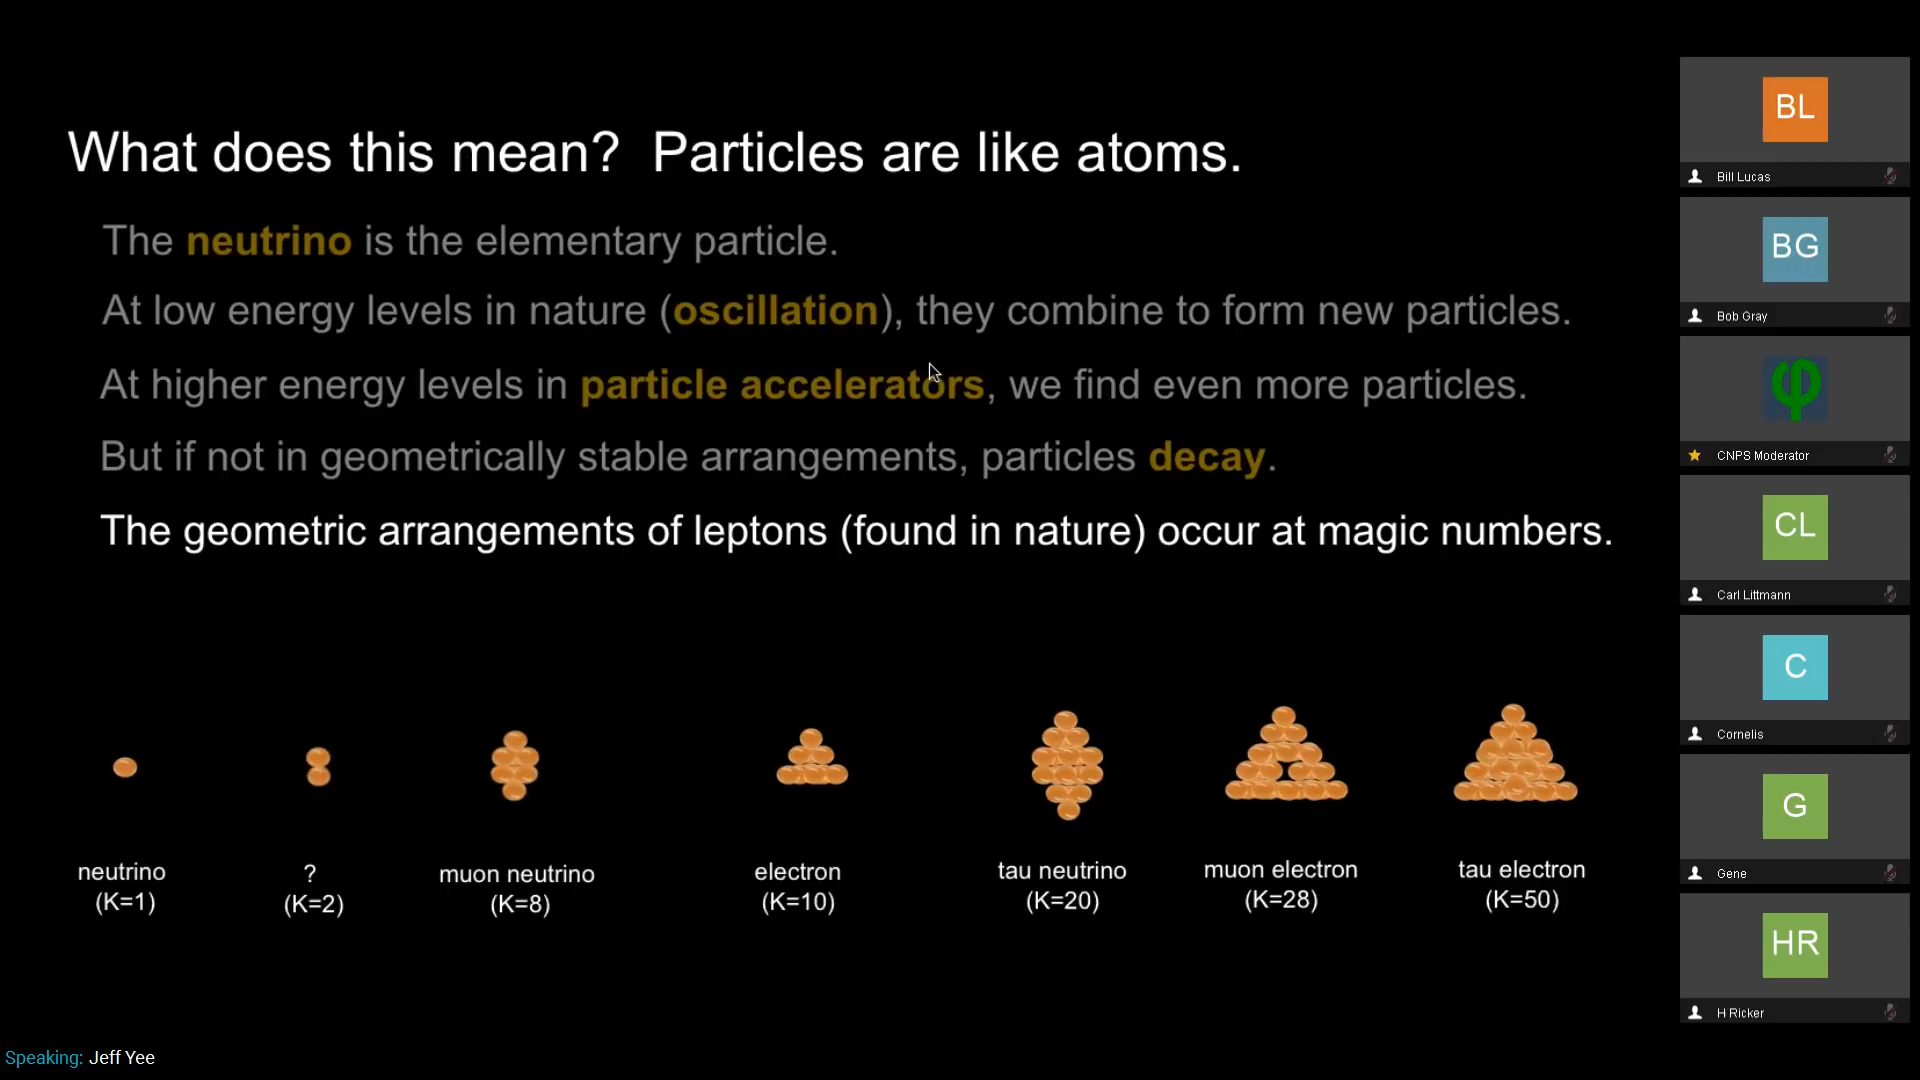 What does this mean? Particles are like atoms.
The neutrino is the elementary particle.
At low energy levels in nature (oscillation), they combine to form new particles.
At higher energy levels in particle accelerators, we find even more particles.
But if not in geometrically stable arrangements, particles decay.
The geometric arrangements of leptons (found in nature) occur at magic numbers.
neutrino
(K=1)
?
(K=2)
muon neutrino
(K=8)
electron
(K=10)
tau neutrino
(K=20)
muon electron
(K=28)
tau electron
(K=50)
BL
Bill Lucas
BG
Bob Gray
φ
CNPS Moderator
CL
Carl Littmann
C
Cornelis
G
Gene
HR
H Ricker
Speaking: Jeff Yee